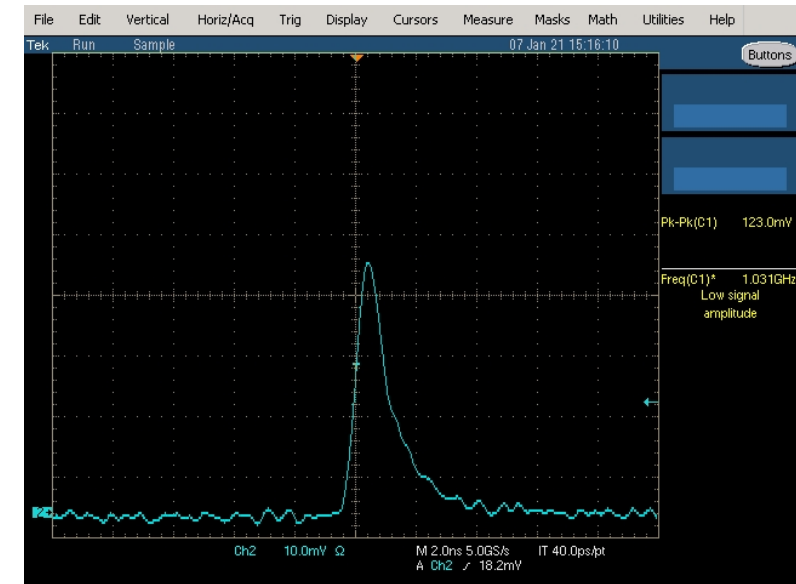 File Edit Vertical Horiz/Acq Trig Display Cursors Measure Masks Math Utilities Help
Tek Run Sample 07 Jan 21 15:16:10
Buttons
Pk-Pk(C1) 123.0mV
Freq(C1)* 1.031GHz
Low signal
amplitude
Ch2 10.0mV Ω M 2.0ns 5.0GS/s IT 40.0ps/pt
A Ch2 ⁄ 18.2mV